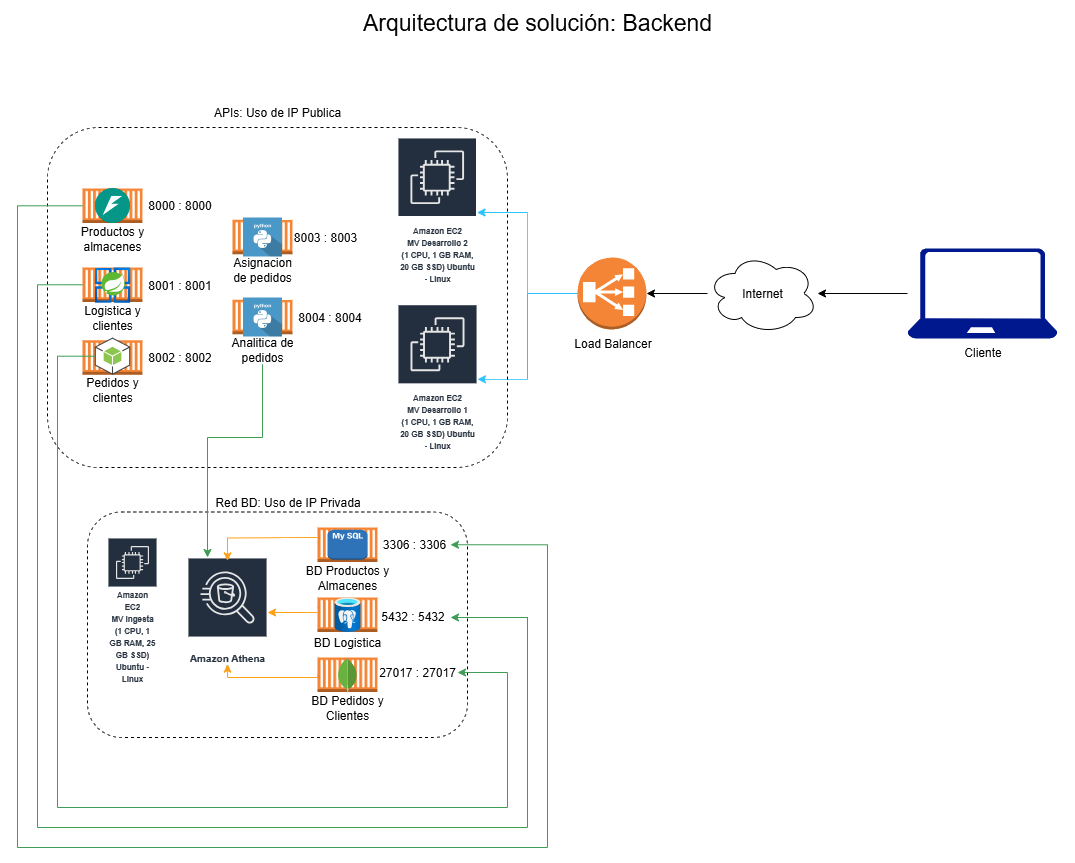 Arquitectura de solución: Backend
APIs: Uso de IP Publica
8000 : 8000
Productos y
almacenes
python
8003 : 8003
Asignacion
de pedidos
8001 : 8001
Logistica y
clientes
python
8004 : 8004
Analitica de
pedidos
8002 : 8002
Pedidos y
clientes
Amazon EC2
MV Desarrollo 2
(1 CPU, 1 GB RAM,
20 GB SSD) Ubuntu
- Linux
Amazon EC2
MV Desarrollo 1
(1 CPU, 1 GB RAM,
20 GB SSD) Ubuntu
- Linux
Load Balancer
Internet
Cliente
Red BD: Uso de IP Privada
Amazon
EC2
MV Ingesta
(1 CPU, 1
GB RAM, 25
GB SSD)
Ubuntu -
Linux
Amazon Athena
My SQL
3306 : 3306
BD Productos y
Almacenes
5432 : 5432
BD Logistica
27017 : 27017
BD Pedidos y
Clientes